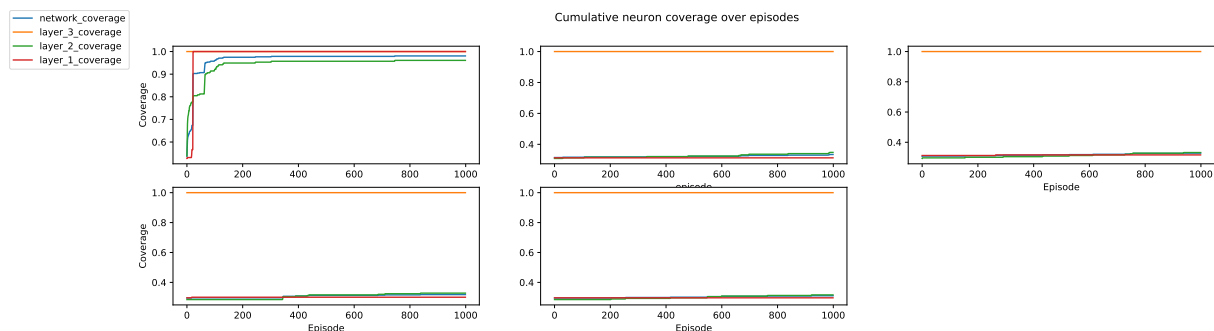 network_coverage
layer_3_coverage
layer_2_coverage
layer_1_coverage
Cumulative neuron coverage over episodes
Coverage
1.0
0.9
0.8
0.7
0.6
0 200 400 600 800 1000
1.0
0.8
0.6
0.4
0 200 400 600 800 1000
episode
1.0
0.8
0.6
0.4
0 200 400 600 800 1000
Episode
Coverage
1.0
0.8
0.6
0.4
0 200 400 600 800 1000
Episode
1.0
0.8
0.6
0.4
0 200 400 600 800 1000
Episode